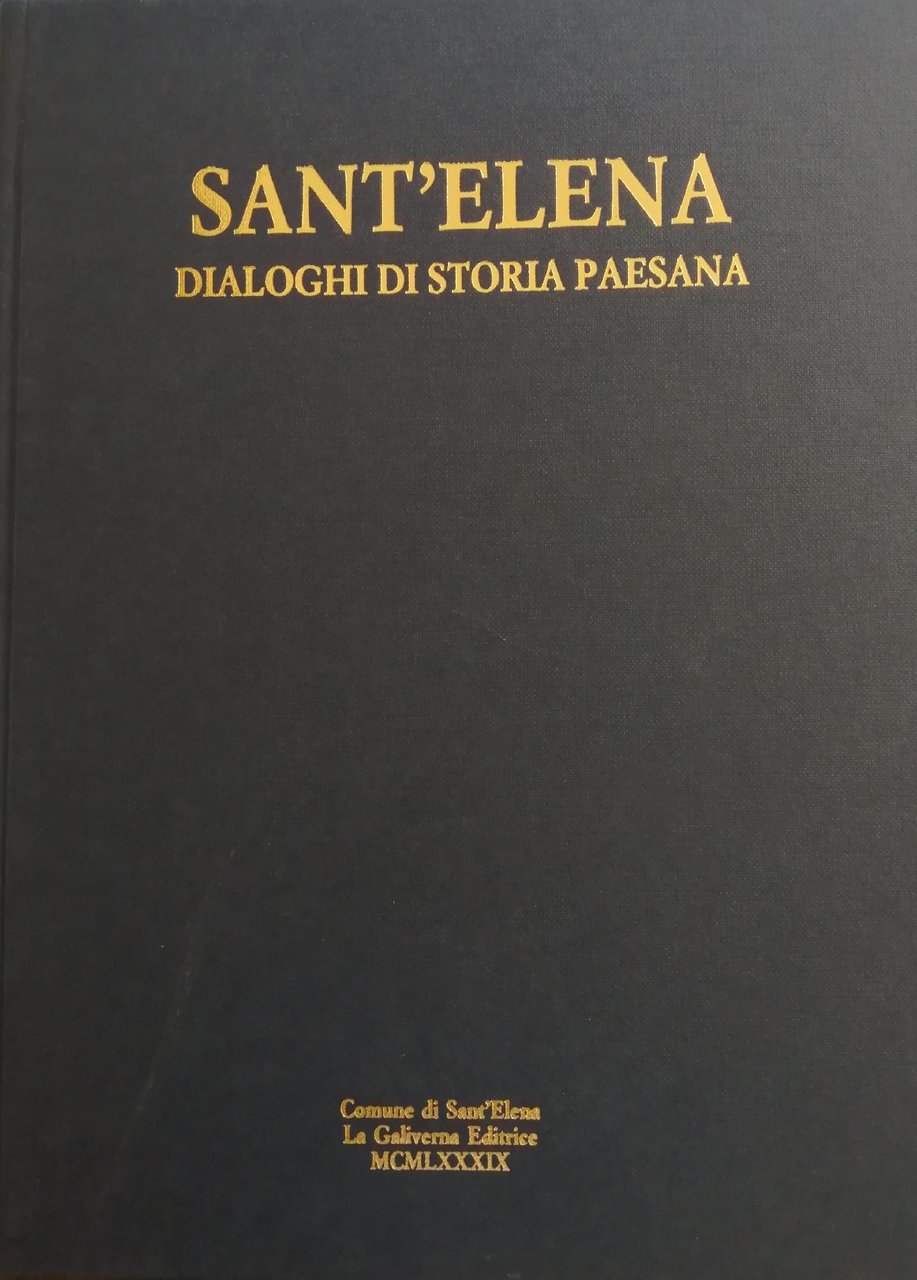 SANT’ELENA
DIALOGHI DI STORIA PAESANA
Comune di Sant’Elena
La Galiverna Editrice
MCMLXXXIX